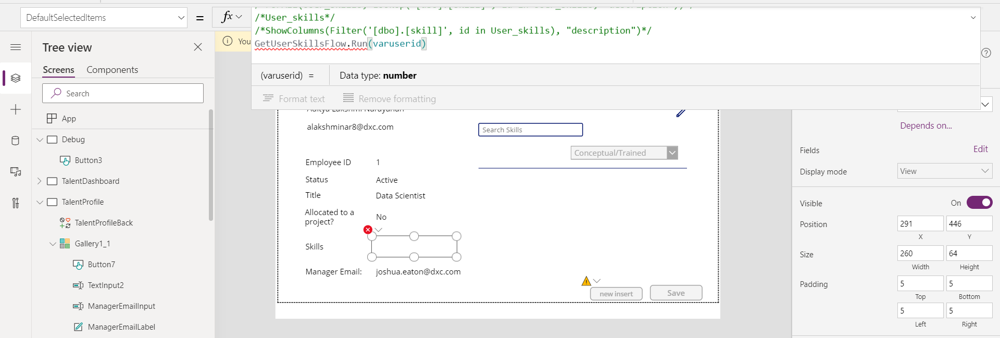 DefaultSelectedItems
=
fx
/*User_skills*/
/*ShowColumns(Filter('[dbo].[skill]', id in User_skills), "description")*/
GetUserSkillsFlow.Run(varuserid)
You
(varuserid) =
Data type: number
Format text
Remove formatting
Tree view
Screens
Components
Search
App
Debug
Button3
TalentDashboard
TalentProfile
TalentProfileBack
Gallery1_1
Button7
TextInput2
ManagerEmailInput
ManagerEmailLabel
Aditya Lakshmi Narayanan
alakshminar8@dxc.com
Search Skills
Conceptual/Trained
Employee ID 1
Status Active
Title Data Scientist
Allocated to a
project? No
Skills
Manager Email: joshua.eaton@dxc.com
new insert
Save
Depends on...
Fields Edit
Display mode View
Visible On
Position 291 446
X Y
Size 260 64
Width Height
Padding 5 5
Top Bottom
5 5
Left Right